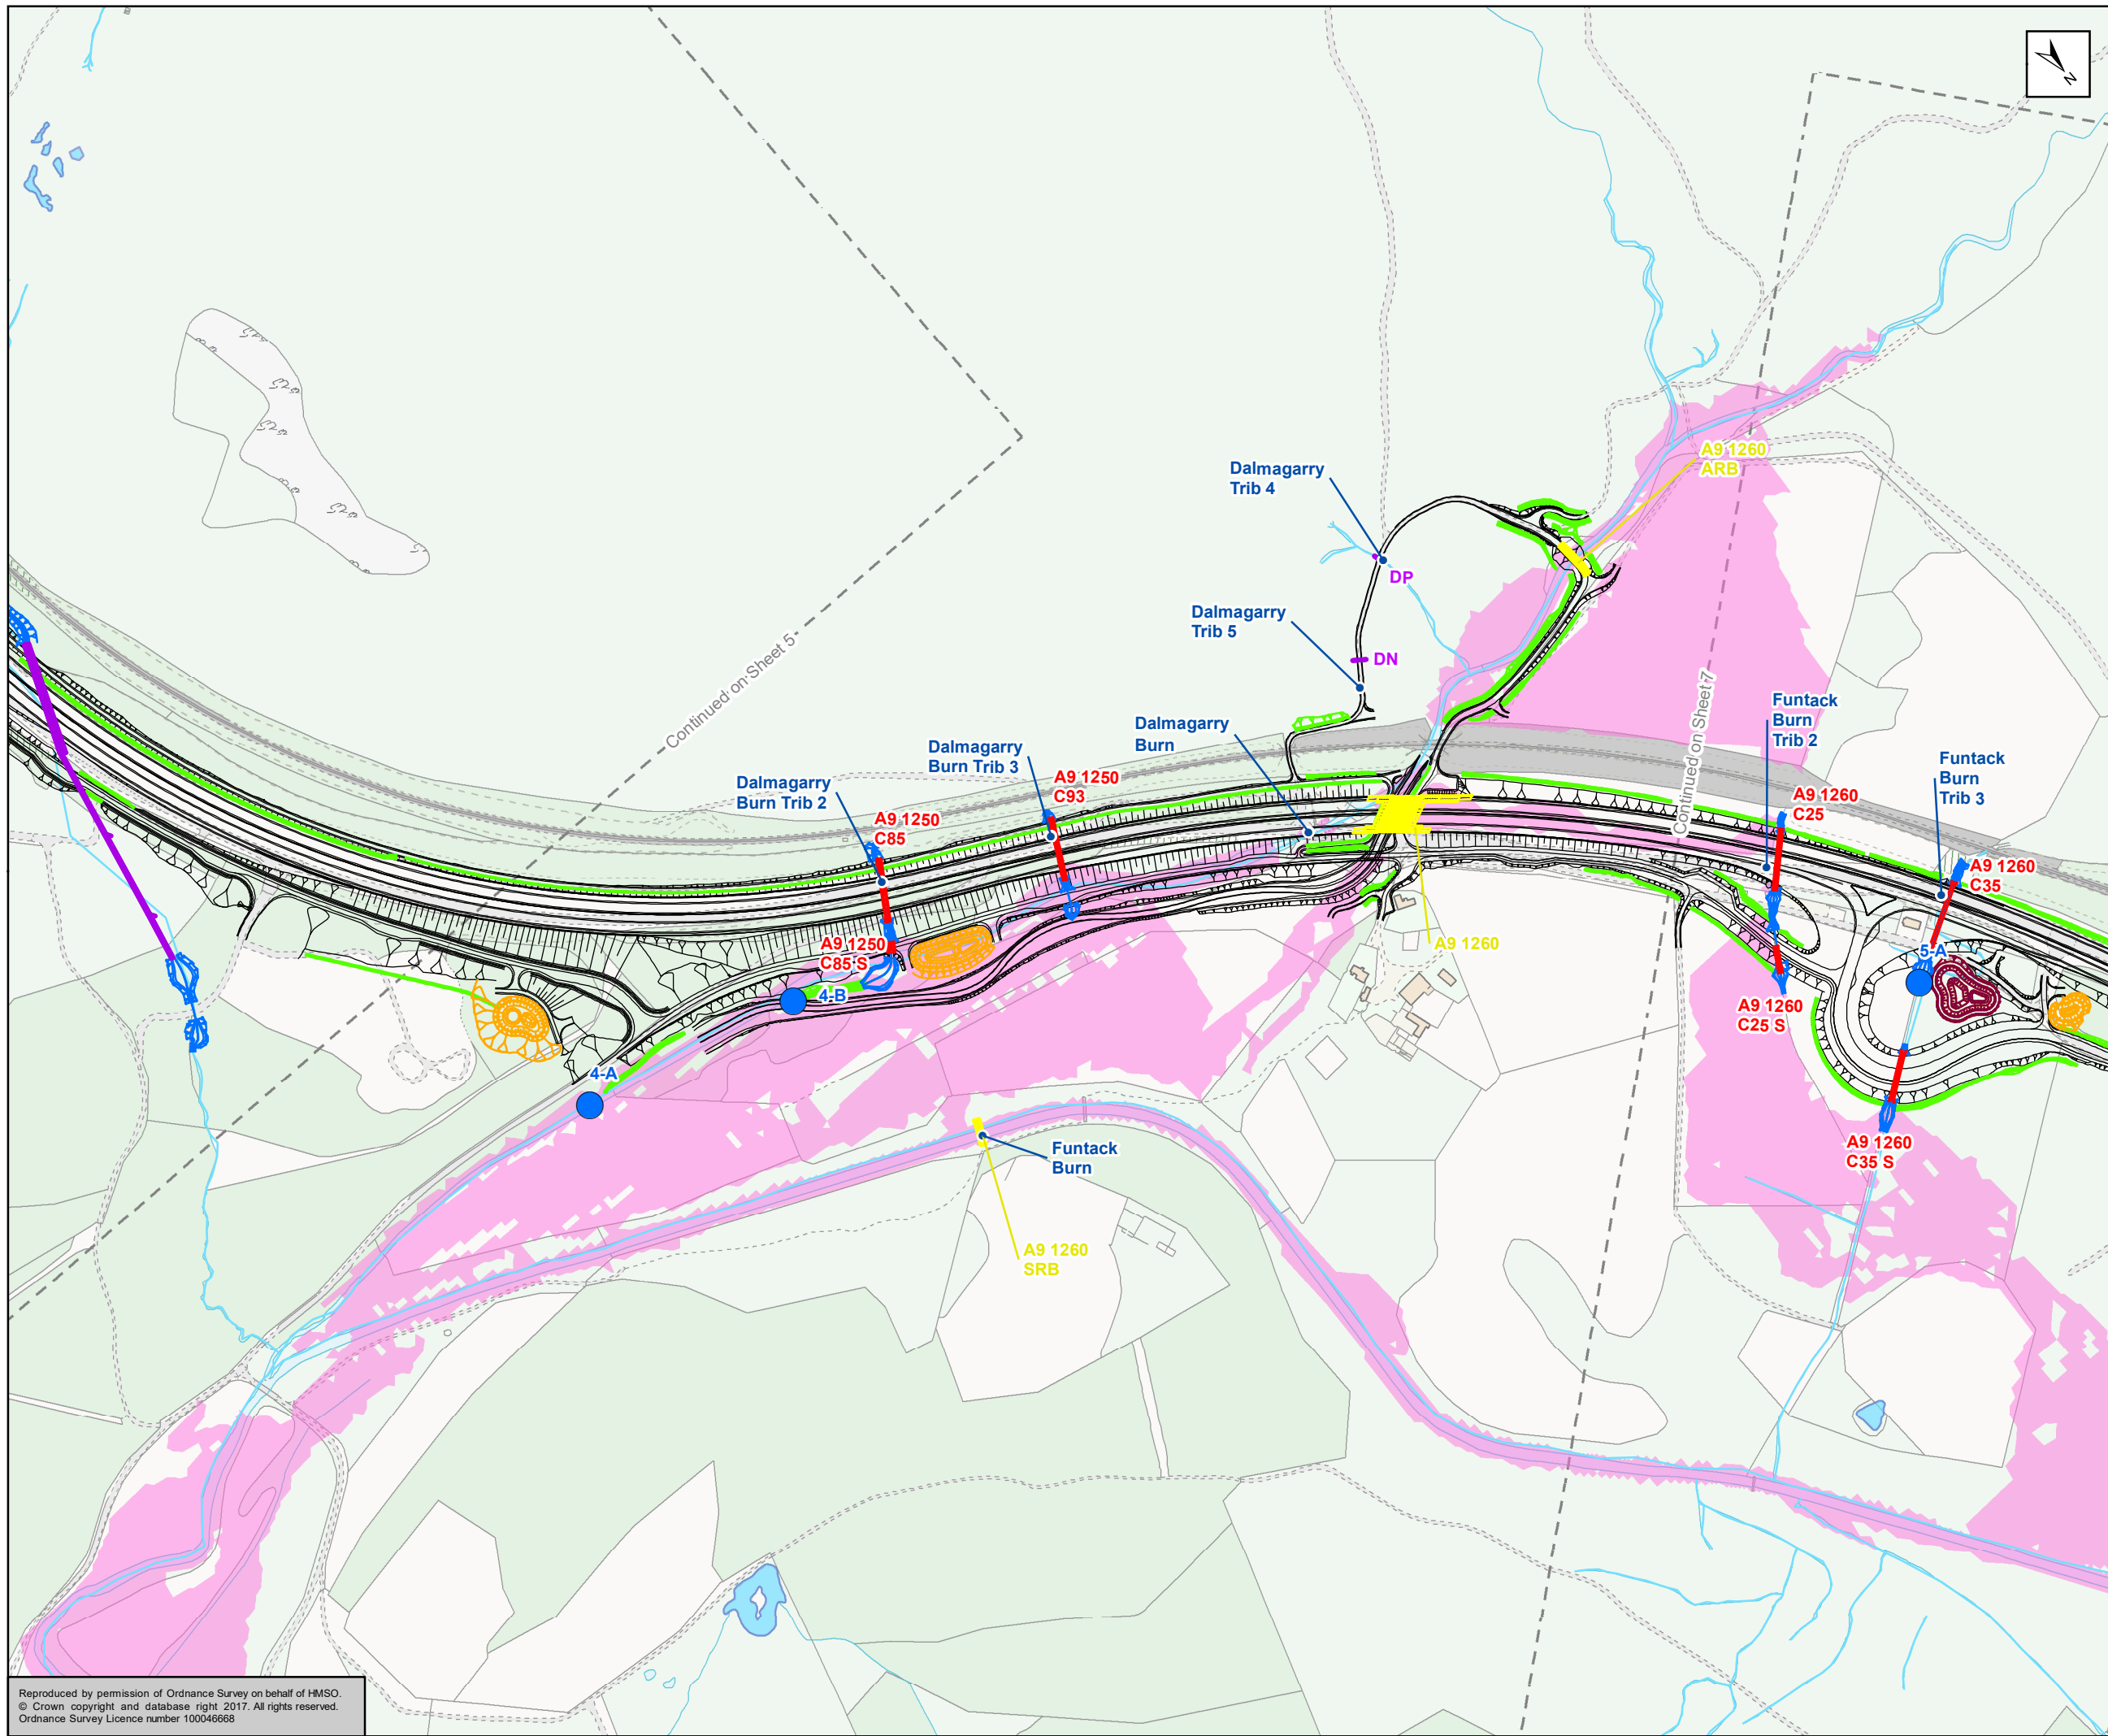 N
A9 1260
ARB
Dalmagarry
Trib 4
DP
Dalmagarry
Trib 5
DN
Continued on Sheet 5
Continued on Sheet 7
Dalmagarry
Burn
Funtack
Burn
Trib 2
Dalmagarry
Burn Trib 3
Funtack
Burn
Trib 3
A9 1250
C93
Dalmagarry
Burn Trib 2
A9 1260
C25
A9 1250
C85
A9 1260
C35
A9 1250
C85 S
A9 1260
5-A
4-B
A9 1260
C25 S
4-A
A9 1260
C35 S
Funtack
Burn
A9 1260
SRB
Reproduced by permission of Ordnance Survey on behalf of HMSO.
© Crown copyright and database right 2017. All rights reserved.
Ordnance Survey Licence number 100046668